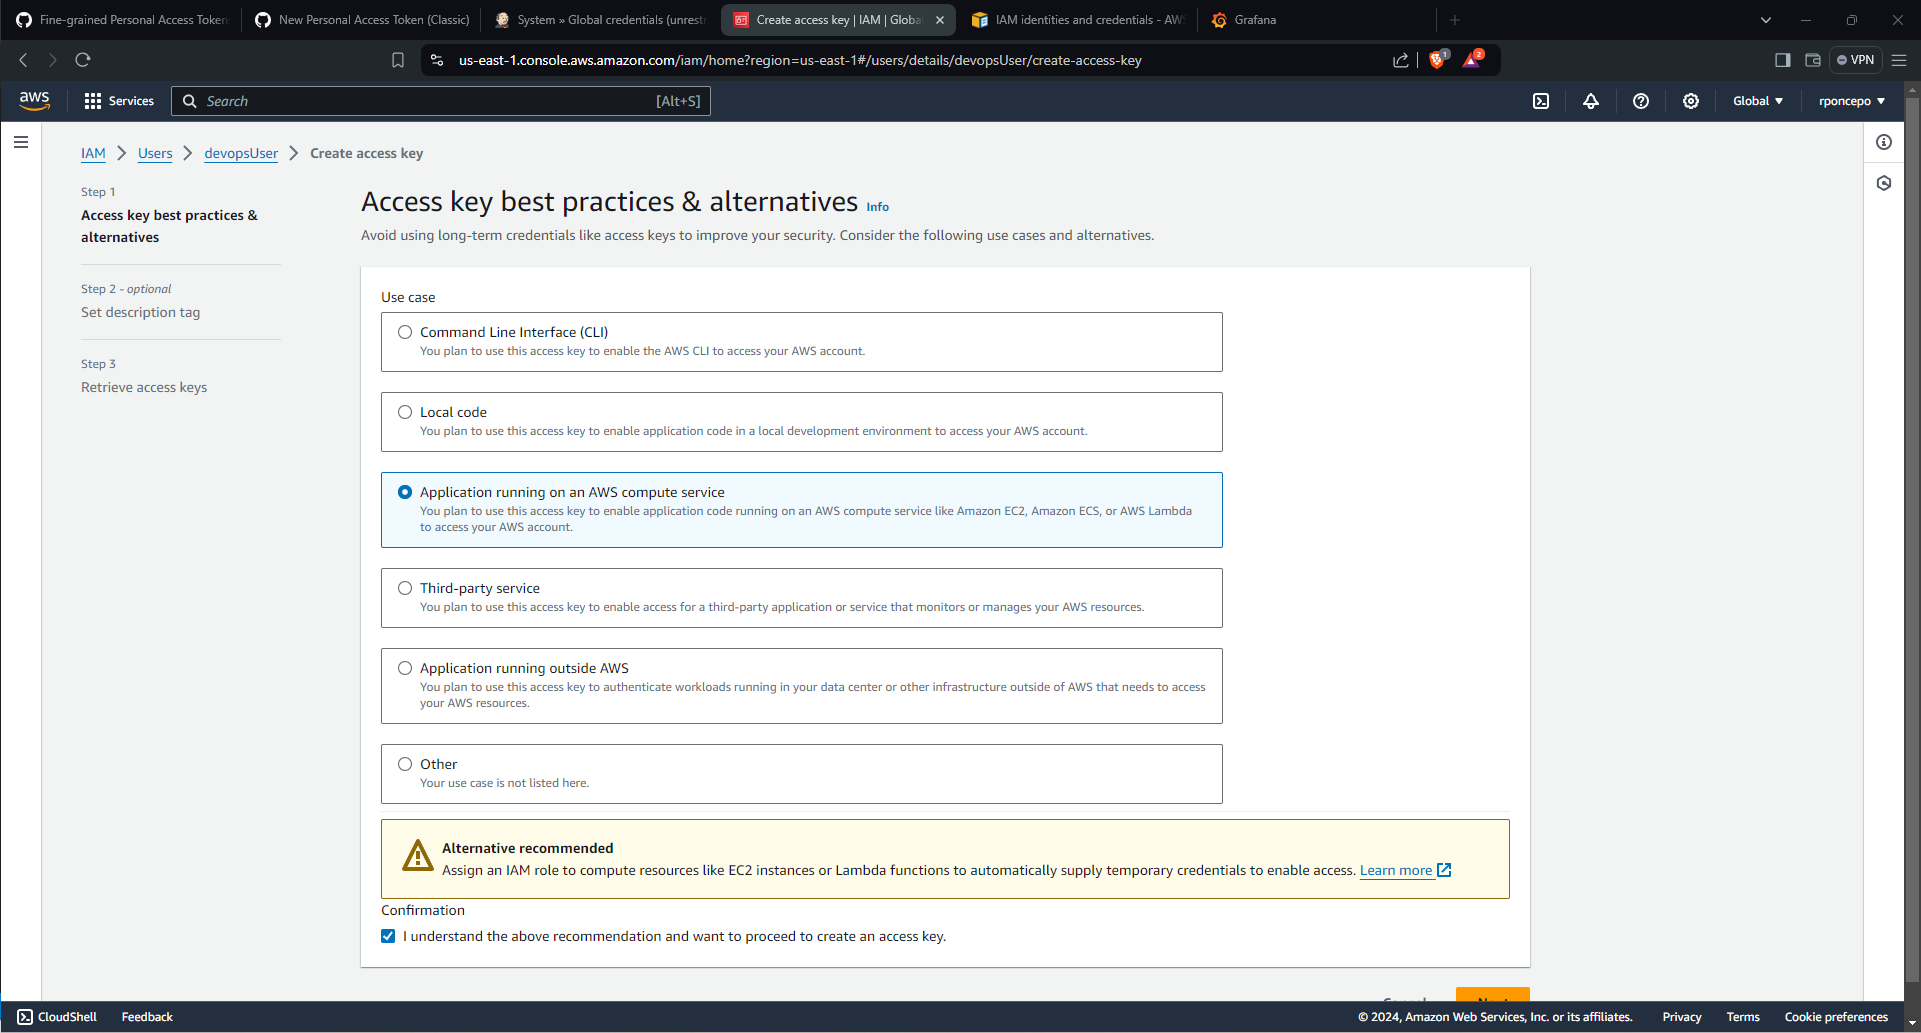 Fine-grained Personal Access Token
New Personal Access Token (Classic)
System » Global credentials (unrestr
Create access key | IAM | Globa
IAM identities and credentials - AW
Grafana
us-east-1.console.aws.amazon.com/iam/home?region=us-east-1#/users/details/devopsUser/create-access-key
1
2
VPN
aws
Services
Search
[Alt+S]
Global
rponcepo
IAM
Users
devopsUser
Create access key
Step 1
Access key best practices &
alternatives
Step 2 - optional
Set description tag
Step 3
Retrieve access keys
Access key best practices & alternatives Info
Avoid using long-term credentials like access keys to improve your security. Consider the following use cases and alternatives.
Use case
Command Line Interface (CLI)
You plan to use this access key to enable the AWS CLI to access your AWS account.
Local code
You plan to use this access key to enable application code in a local development environment to access your AWS account.
Application running on an AWS compute service
You plan to use this access key to enable application code running on an AWS compute service like Amazon EC2, Amazon ECS, or AWS Lambda
to access your AWS account.
Third-party service
You plan to use this access key to enable access for a third-party application or service that monitors or manages your AWS resources.
Application running outside AWS
You plan to use this access key to authenticate workloads running in your data center or other infrastructure outside of AWS that needs to access
your AWS resources.
Other
Your use case is not listed here.
Alternative recommended
Assign an IAM role to compute resources like EC2 instances or Lambda functions to automatically supply temporary credentials to enable access. Learn more
Confirmation
I understand the above recommendation and want to proceed to create an access key.
CloudShell
Feedback
© 2024, Amazon Web Services, Inc. or its affiliates.
Privacy
Terms
Cookie preferences